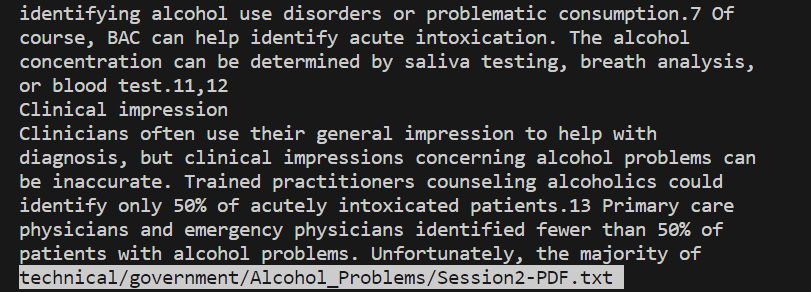 identifying alcohol use disorders or problematic consumption.7 Of
course, BAC can help identify acute intoxication. The alcohol
concentration can be determined by saliva testing, breath analysis,
or blood test.11,12
Clinical impression
Clinicians often use their general impression to help with
diagnosis, but clinical impressions concerning alcohol problems can
be inaccurate. Trained practitioners counseling alcoholics could
identify only 50% of acutely intoxicated patients.13 Primary care
physicians and emergency physicians identified fewer than 50% of
patients with alcohol problems. Unfortunately, the majority of
technical/government/Alcohol_Problems/Session2-PDF.txt